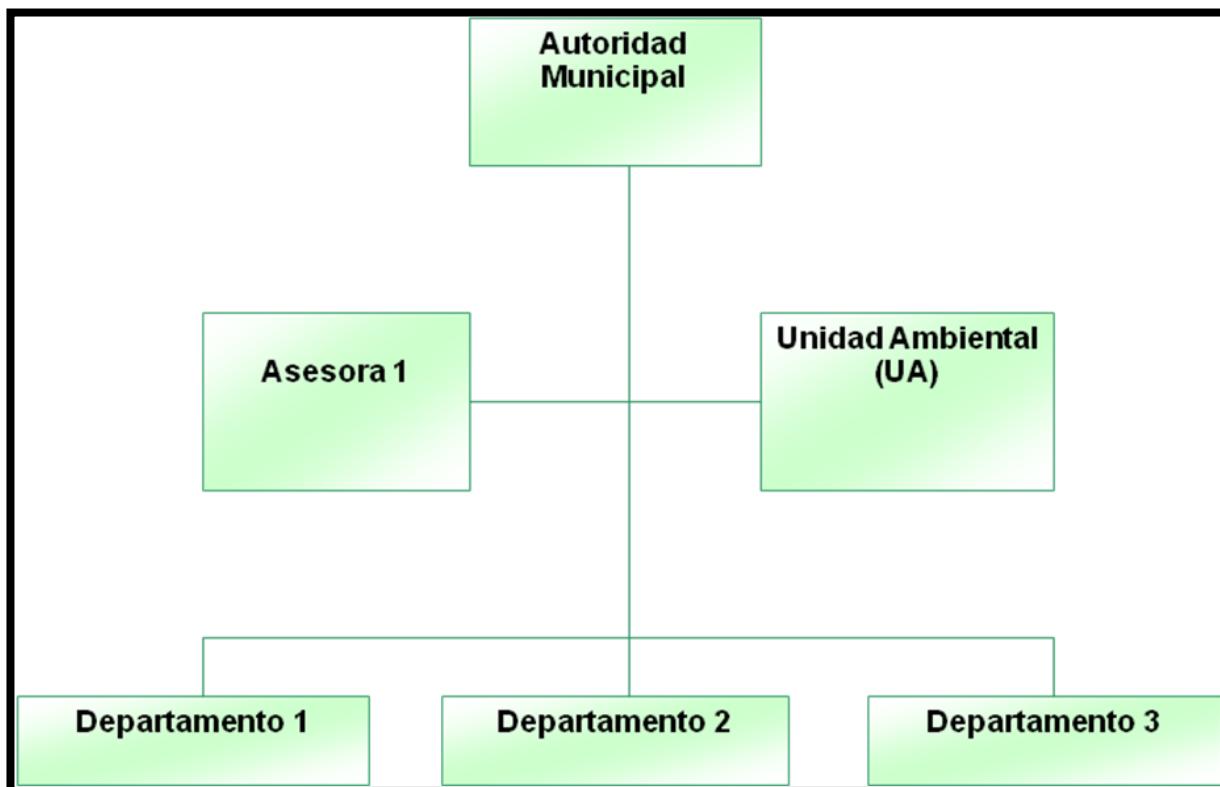 Autoridad
Municipal
Asesora 1
Unidad Ambiental
(UA)
Departamento 1
Departamento 2
Departamento 3